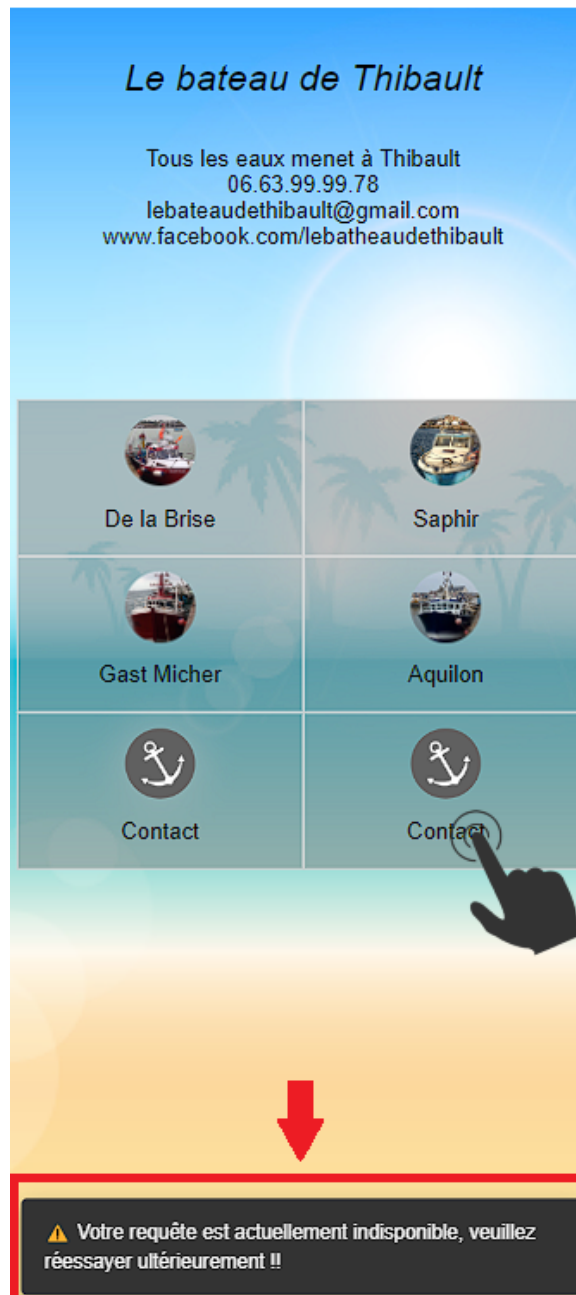 Le bateau de Thibault
Tous les eaux menet à Thibault
06.63.99.99.78
lebateaudethibault@gmail.com
www.facebook.com/lebatheaudethibault
De la Brise
Saphir
Gast Micher
Aquilon
Contact
Contact
⚠ Votre requête est actuellement indisponible, veuillez
réessayer ultérieurement !!